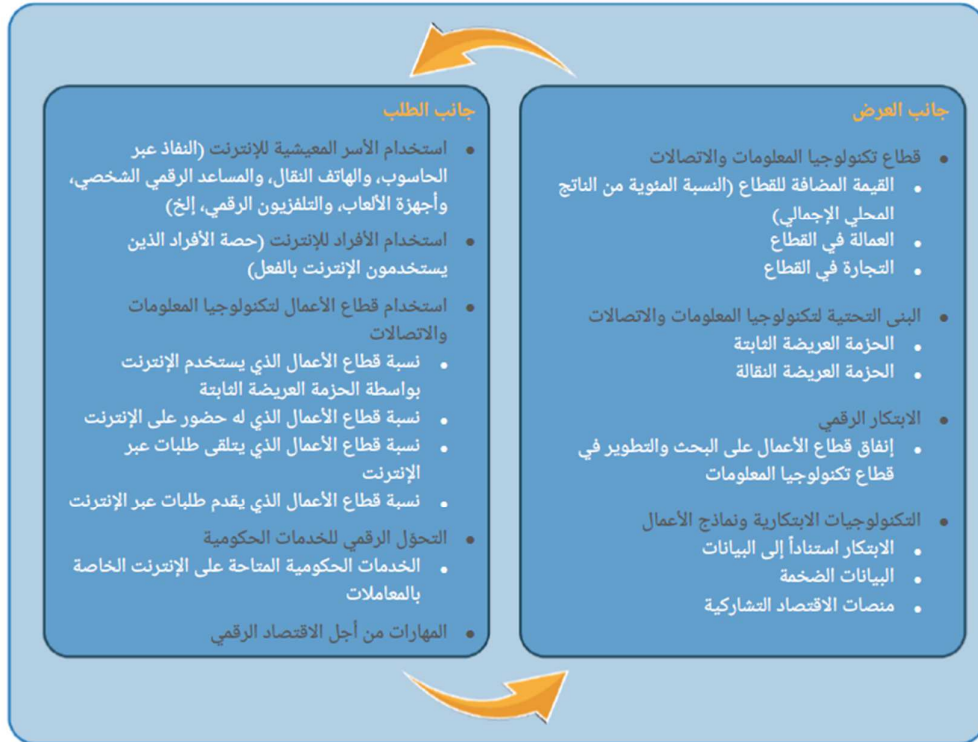 جانب العرض
• قطاع تكنولوجيا المعلومات والاتصالات
• القيمة المضافة للقطاع (النسبة المئوية من الناتج
المحلي الإجمالي)
• العمالة في القطاع
• التجارة في القطاع
• البنى التحتية لتكنولوجيا المعلومات والاتصالات
• الحزمة العريضة الثابتة
• الحزمة العريضة النقالة
• الابتكار الرقمي
• إنفاق قطاع الأعمال على البحث والتطوير في
قطاع تكنولوجيا المعلومات
• التكنولوجيات الابتكارية ونماذج الأعمال
• الابتكار استناداً إلى البيانات
• البيانات الضخمة
• منصات الاقتصاد التشاركية
جانب الطلب
• استخدام الأسر المعيشية للإنترنت (النفاذ عبر
الحاسوب، والهاتف النقال، والمساعد الرقمي الشخصي،
وأجهزة الألعاب، والتلفزيون الرقمي، إلخ)
• استخدام الأفراد للإنترنت (حصة الأفراد الذين
يستخدمون الإنترنت بالفعل)
• استخدام قطاع الأعمال لتكنولوجيا المعلومات
والاتصالات
• نسبة قطاع الأعمال الذي يستخدم الإنترنت
بواسطة الحزمة العريضة الثابتة
• نسبة قطاع الأعمال الذي له حضور على الإنترنت
• نسبة قطاع الأعمال الذي يتلقى طلبات عبر
الإنترنت
• نسبة قطاع الأعمال الذي يقدم طلبات عبر الإنترنت
• التحوّل الرقمي للخدمات الحكومية
• الخدمات الحكومية المتاحة على الإنترنت الخاصة
بالمعاملات
• المهارات من أجل الاقتصاد الرقمي